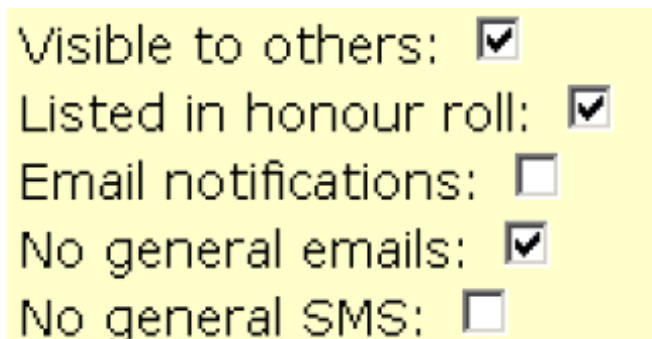 Visible to others:
Listed in honour roll:
Email notifications:
No general emails:
No general SMS: